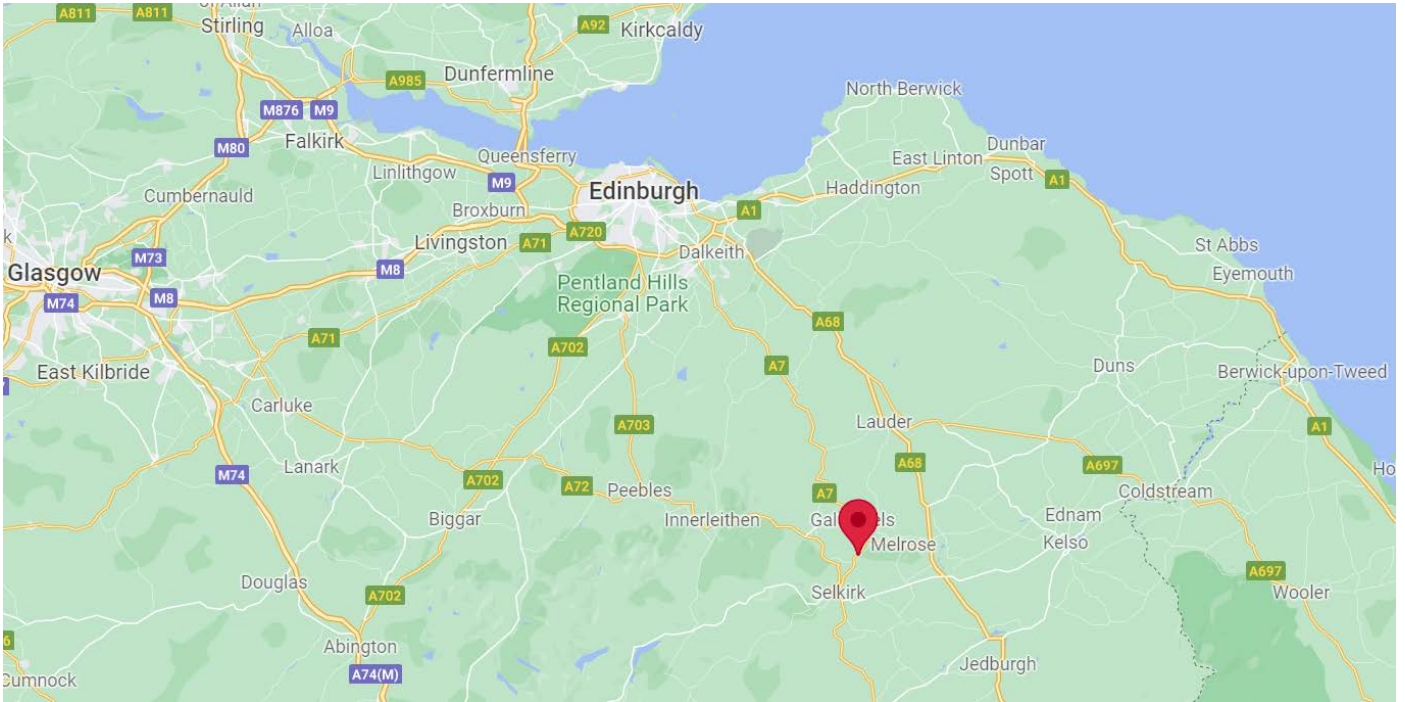 A811
A811
Stirling
Alloa
A92
Kirkcaldy
Dunfermline
A985
North Berwick
M876
M9
Falkirk
M80
Dunbar
Queensferry
East Linton
Linlithgow
Spott
A1
M9
Edinburgh
Haddington
Cumbernauld
Broxburn
A1
A720
Livingston
A71
St Abbs
Dalkeith
M73
M8
Eyemouth
Glasgow
Pentland Hills
Regional Park
M74
M8
A68
A71
A702
Duns
A7
East Kilbride
Berwick-upon-Tweed
Carluke
Lauder
A703
A1
A68
A697
Lanark
M74
A702
A72
Peebles
A7
Coldstream
Biggar
Innerleithen
Ednam
Melrose
Kelso
A697
Douglas
Selkirk
Wooler
A702
Abington
Jedburgh
A74(M)